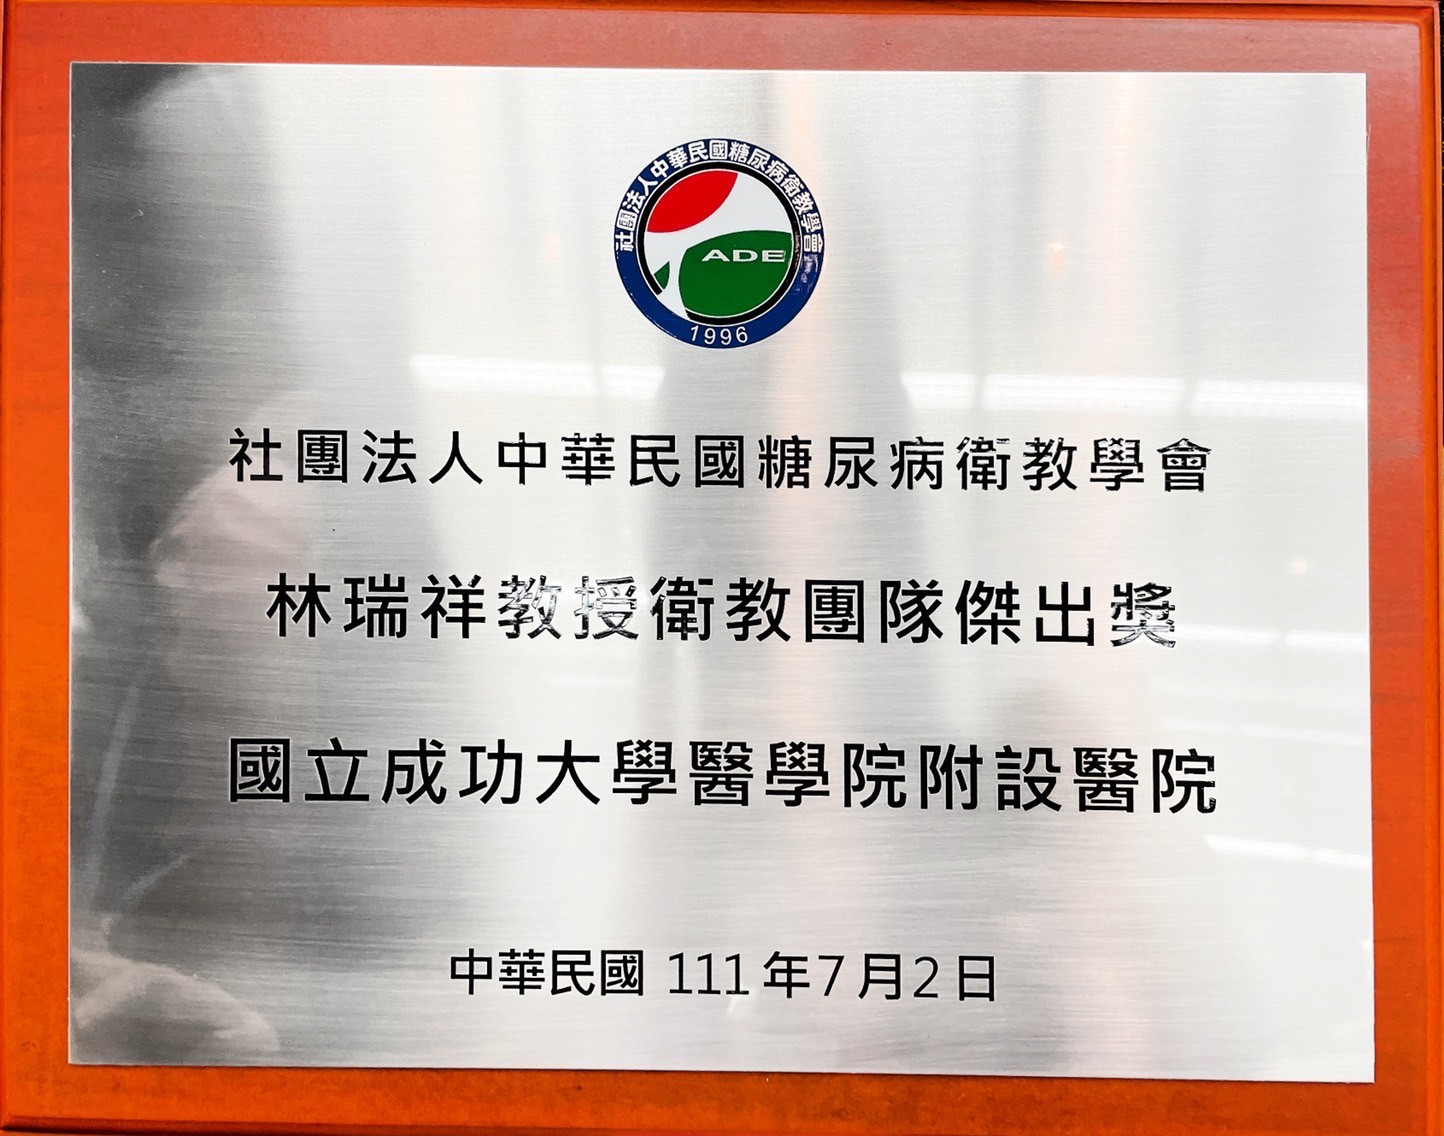 社團法人中華民國糖尿病衛教學會
ADE
1996
社團法人中華民國糖尿病衛教學會
林瑞祥教授衛教團隊傑出獎
國立成功大學醫學院附設醫院
中華民國 111 年 7 月 2 日